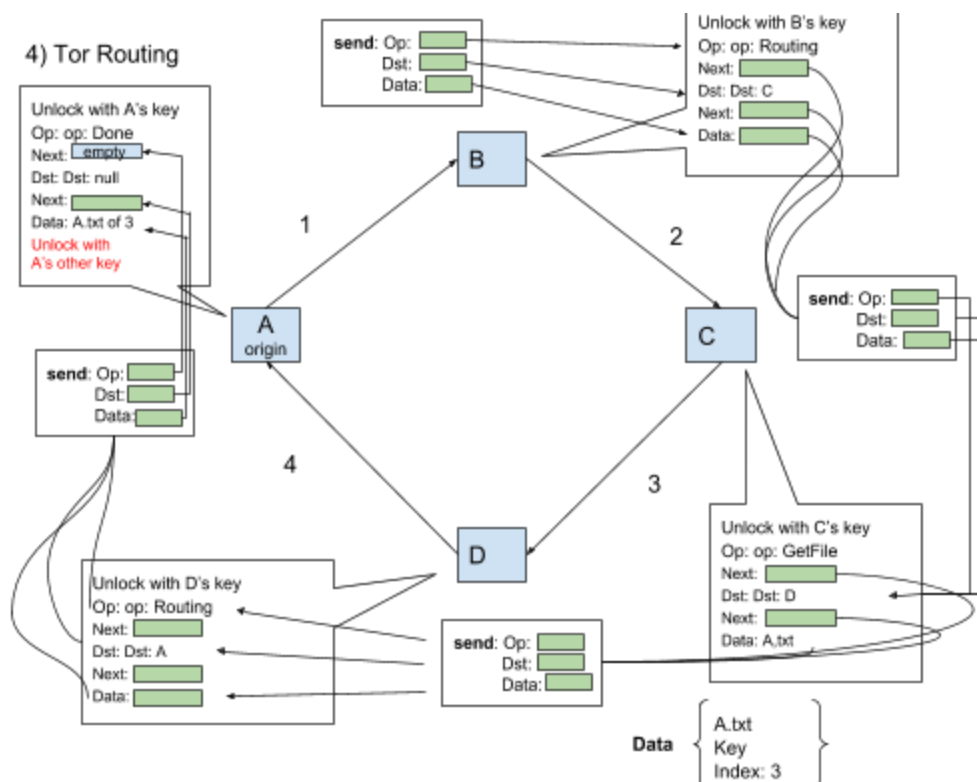 4) Tor Routing
send: Op:
Dst:
Data:
Unlock with B's key
Op: op: Routing
Next:
Dst: Dst: C
Next:
Data:
Unlock with A's key
Op: op: Done
Next: empty
Dst: Dst: null
Next:
Data: A.txt of 3
Unlock with
A's other key
B
1
2
A
origin
C
send: Op:
Dst:
Data:
send: Op:
Dst:
Data:
4
3
D
Unlock with C's key
Op: op: GetFile
Next:
Dst: Dst: D
Next:
Data: A,txt
Unlock with D's key
Op: op: Routing
Next:
Dst: Dst: A
Next:
Data:
send: Op:
Dst:
Data:
Data
A.txt
Key
Index: 3